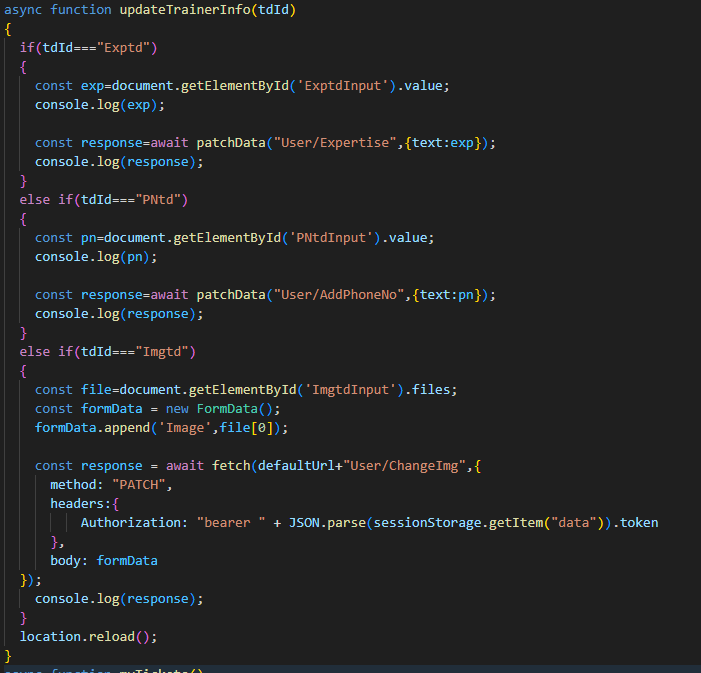 async function updateTrainerInfo(tdId)
{
if(tdId==="Exptd")
{
const exp=document.getElementById('ExptdInput').value;
console.log(exp);
const response=await patchData("User/Expertise",{text:exp});
console.log(response);
}
else if(tdId==="PNtd")
{
const pn=document.getElementById('PNtdInput').value;
console.log(pn);
const response=await patchData("User/AddPhoneNo",{text:pn});
console.log(response);
}
else if(tdId==="Imgtd")
{
const file=document.getElementById('ImgtdInput').files;
const formData = new FormData();
formData.append('Image',file[0]);
const response = await fetch(defaultUrl+"User/ChangeImg",{
method: "PATCH",
headers:{
Authorization: "bearer " + JSON.parse(sessionStorage.getItem("data")).token
},
body: formData
});
console.log(response);
}
location.reload();
}
async function myTickets()